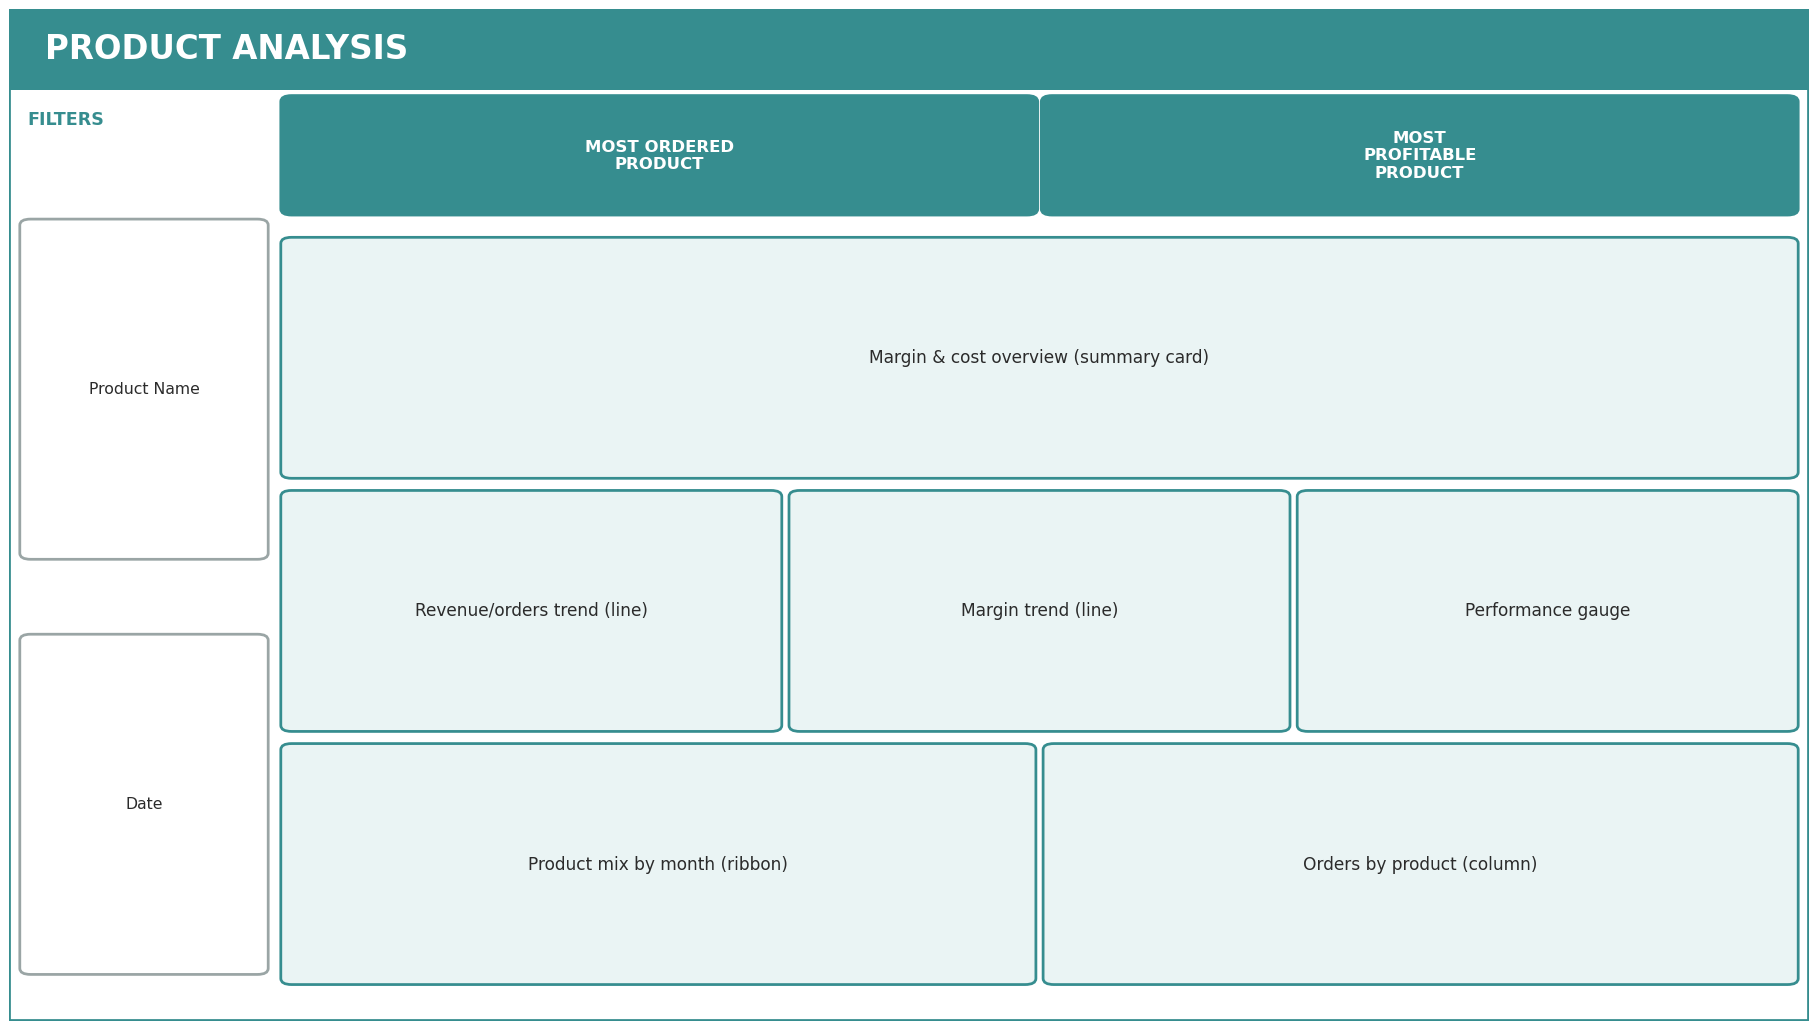 PRODUCT ANALYSIS
FILTERS
MOST ORDERED
PRODUCT
MOST
PROFITABLE
PRODUCT
Product Name
Margin & cost overview (summary card)
Revenue/orders trend (line)
Margin trend (line)
Performance gauge
Date
Product mix by month (ribbon)
Orders by product (column)